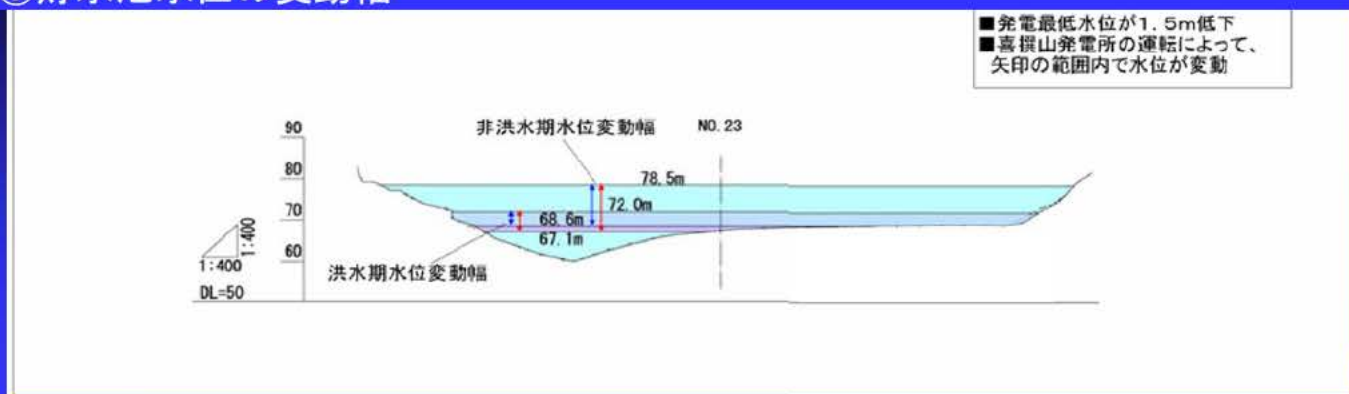 ■発電最低水位が1.5m低下
■喜撰山発電所の運転によって、
矢印の範囲内で水位が変動
非洪水期水位変動幅
NO.23
90
80
70
60
78.5m
72.0m
68.6m
67.1m
1:400
1:400
洪水期水位変動幅
DL=50